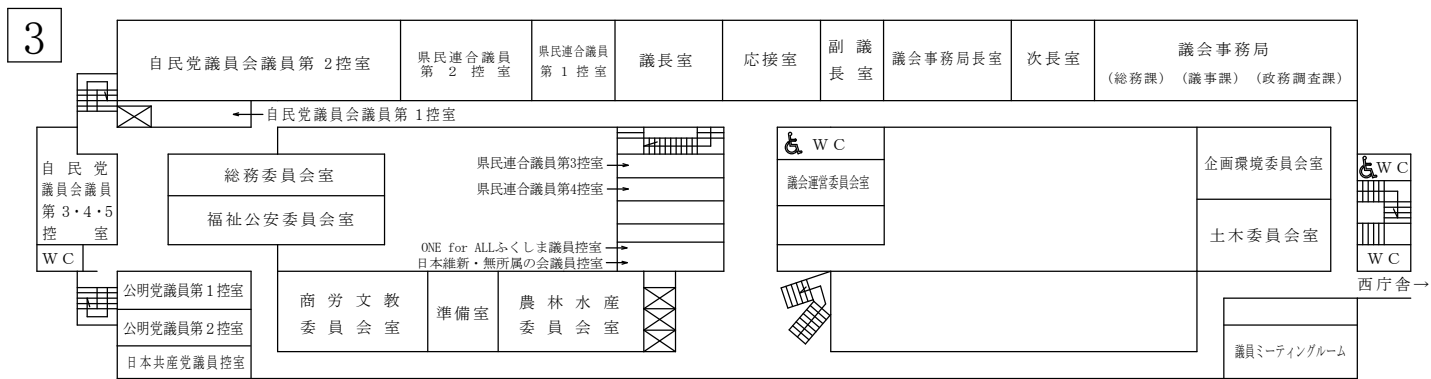 3
自民党議員会議員第2控室
県民連合議員
第2控室
県民連合議員
第1控室
議長室
応接室
副議
長室
議会事務局長室
次長室
議会事務局
(総務課) (議事課) (政務調査課)
自民党議員会議員第1控室
自民党
議員会議員
第3・4・5
控室
WC
総務委員会室
福祉公安委員会室
県民連合議員第3控室
県民連合議員第4控室
ONE for ALLふくしま議員控室
日本維新・無所属の会議員控室
WC
議会運営委員会室
企画環境委員会室
土木委員会室
WC
WC
西庁舎→
公明党議員第1控室
公明党議員第2控室
日本共産党議員控室
商労文教
委員会室
準備室
農林水産
委員会室
議員ミーティングルーム